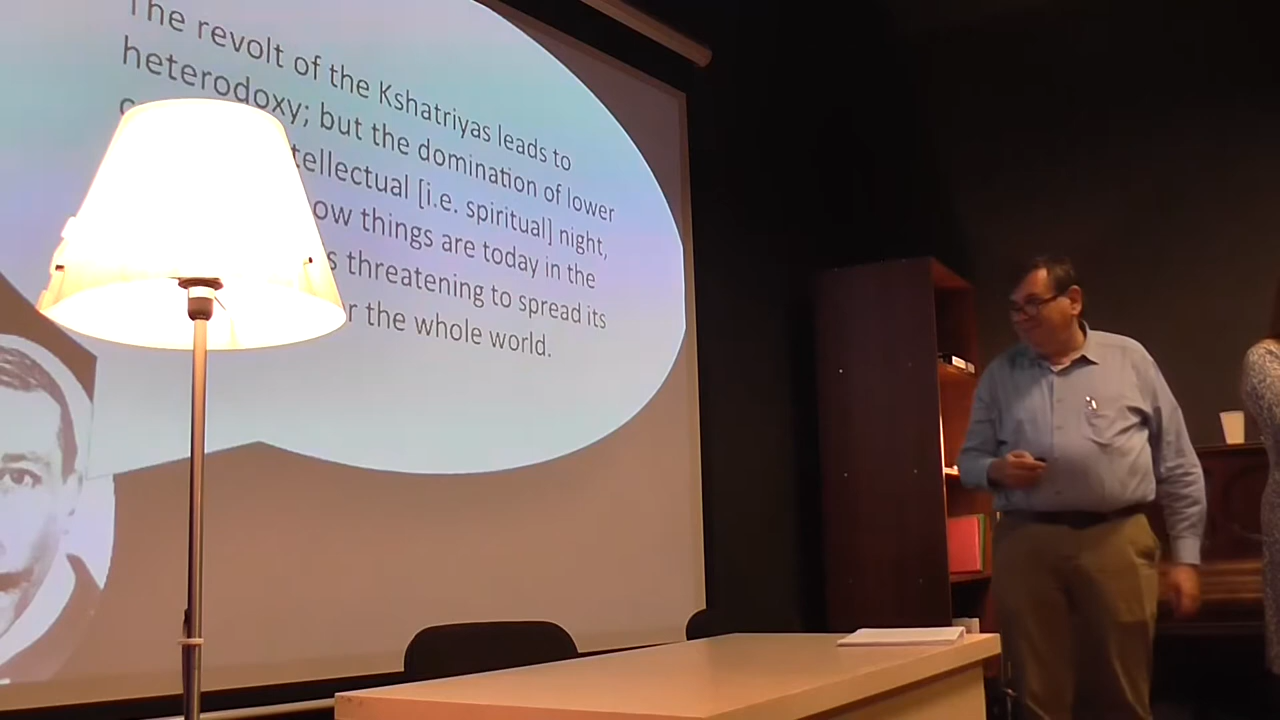 The revolt of the Kshatriyas leads to
heterodoxy; but the domination of lower
tellectual [i.e. spiritual] night,
ow things are today in the
s threatening to spread its
r the whole world.